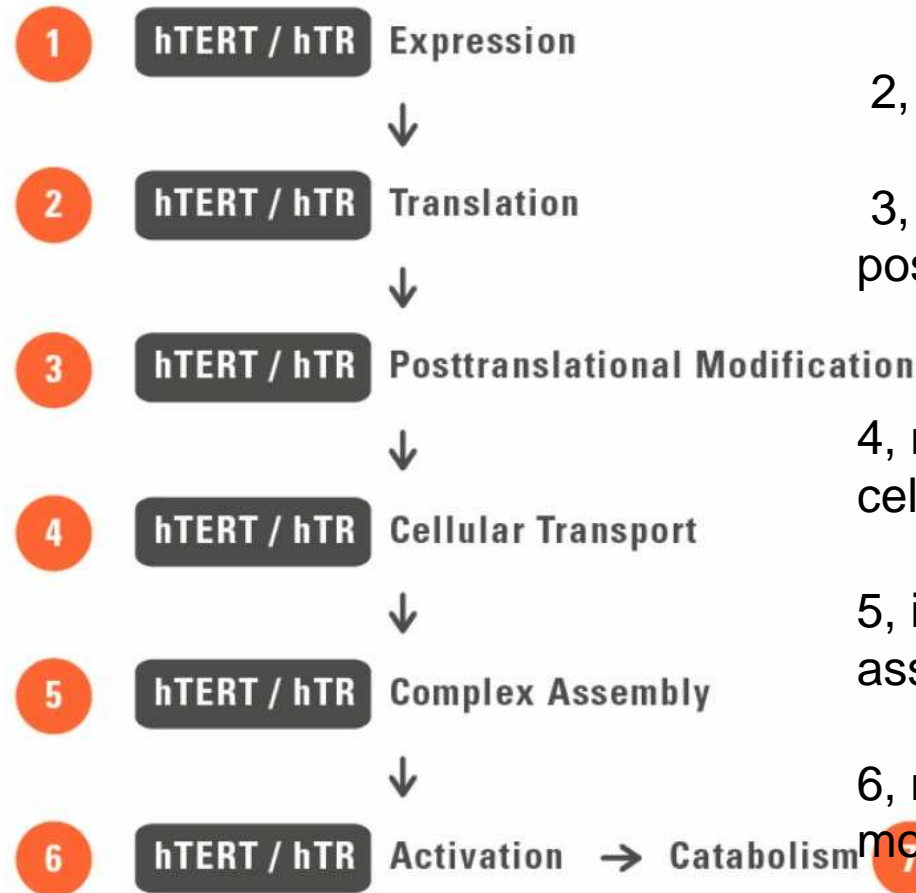 1 hTERT / hTR Expression
↓
2,
2 hTERT / hTR Translation
3,
pos
↓
3 hTERT / hTR Posttranslational Modification
↓
4,
cel
4 hTERT / hTR Cellular Transport
↓
5,
ass
5 hTERT / hTR Complex Assembly
↓
6,
6 hTERT / hTR Activation → Catabolism